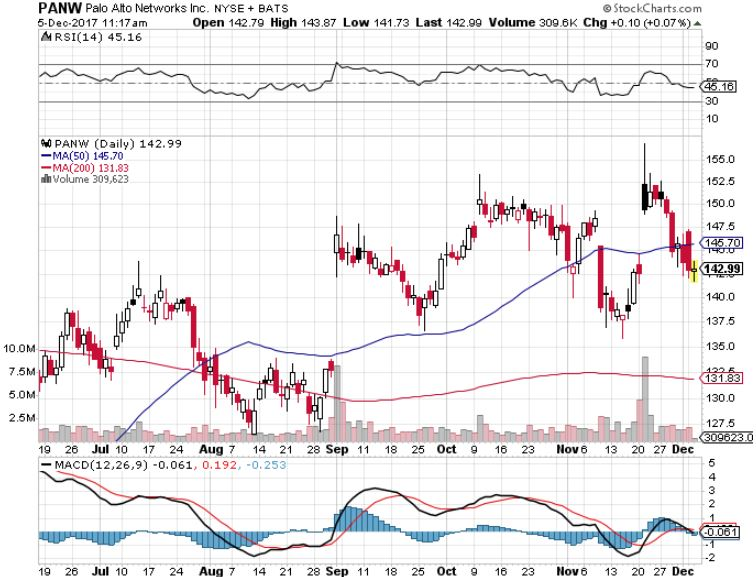 PANW Palo Alto Networks Inc. NYSE + BATS © StockCharts.com
5-Dec-2017 11:17am Open 142.79 High 143.87 Low 141.73 Last 142.99 Volume 309.6K Chg +0.10 (+0.07%)
RSI(14) 45.16
90
70
50
45.16
30
10
PANW (Daily) 142.99
MA(50) 145.70
MA(200) 131.83
Volume 309,623
155.0
152.5
150.0
147.5
145.70
145.0
142.99
140.0
137.5
135.0
132.5
131.83
130.0
127.5
309623.0
10.0M
7.5M
5.0M
2.5M
19 26 Jul 10 17 24 Aug 7 14 21 28 Sep 11 18 25 Oct 9 16 23 Nov 6 13 20 27 Dec
MACD(12,26,9) -0.061, 0.192, -0.253
5
4
3
2
1
-0.061
-1
-2
19 26 Jul 10 17 24 Aug 7 14 21 28 Sep 11 18 25 Oct 9 16 23 Nov 6 13 20 27 Dec